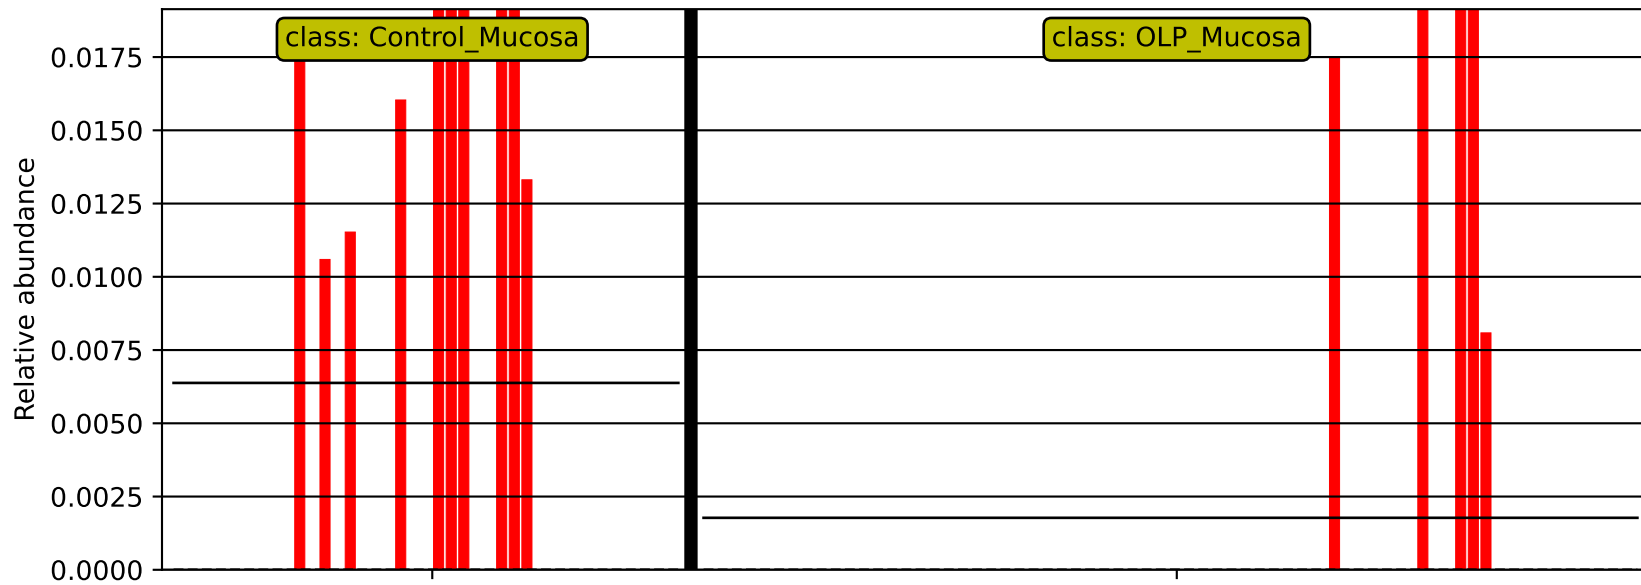 class: Control_Mucosa
class: OLP_Mucosa
Relative abundance
0.0175
0.0150
0.0125
0.0100
0.0075
0.0050
0.0025
0.0000